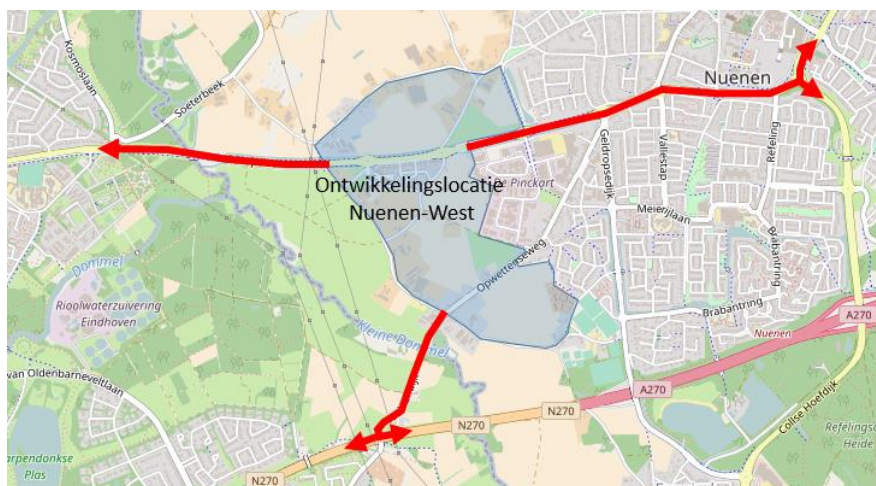 Kosmoslaan
Soeterbeek
Nuenen
Refeling
Vallestap
Geldropsedijk
De Pinckart
Ontwikkelingslocatie
Nuenen-West
Meierijlaan
Brabantring
Opwettenseweg
Dommel
Rioolwaterzuivering
Eindhoven
Kleine Dommel
Brabantring
Nuenen
A270
van Oldenbarneveltlaan
A270
N270
N270
Collse Hoefdijk
Refelingse
Heide
arpendonkse
Plas
N270